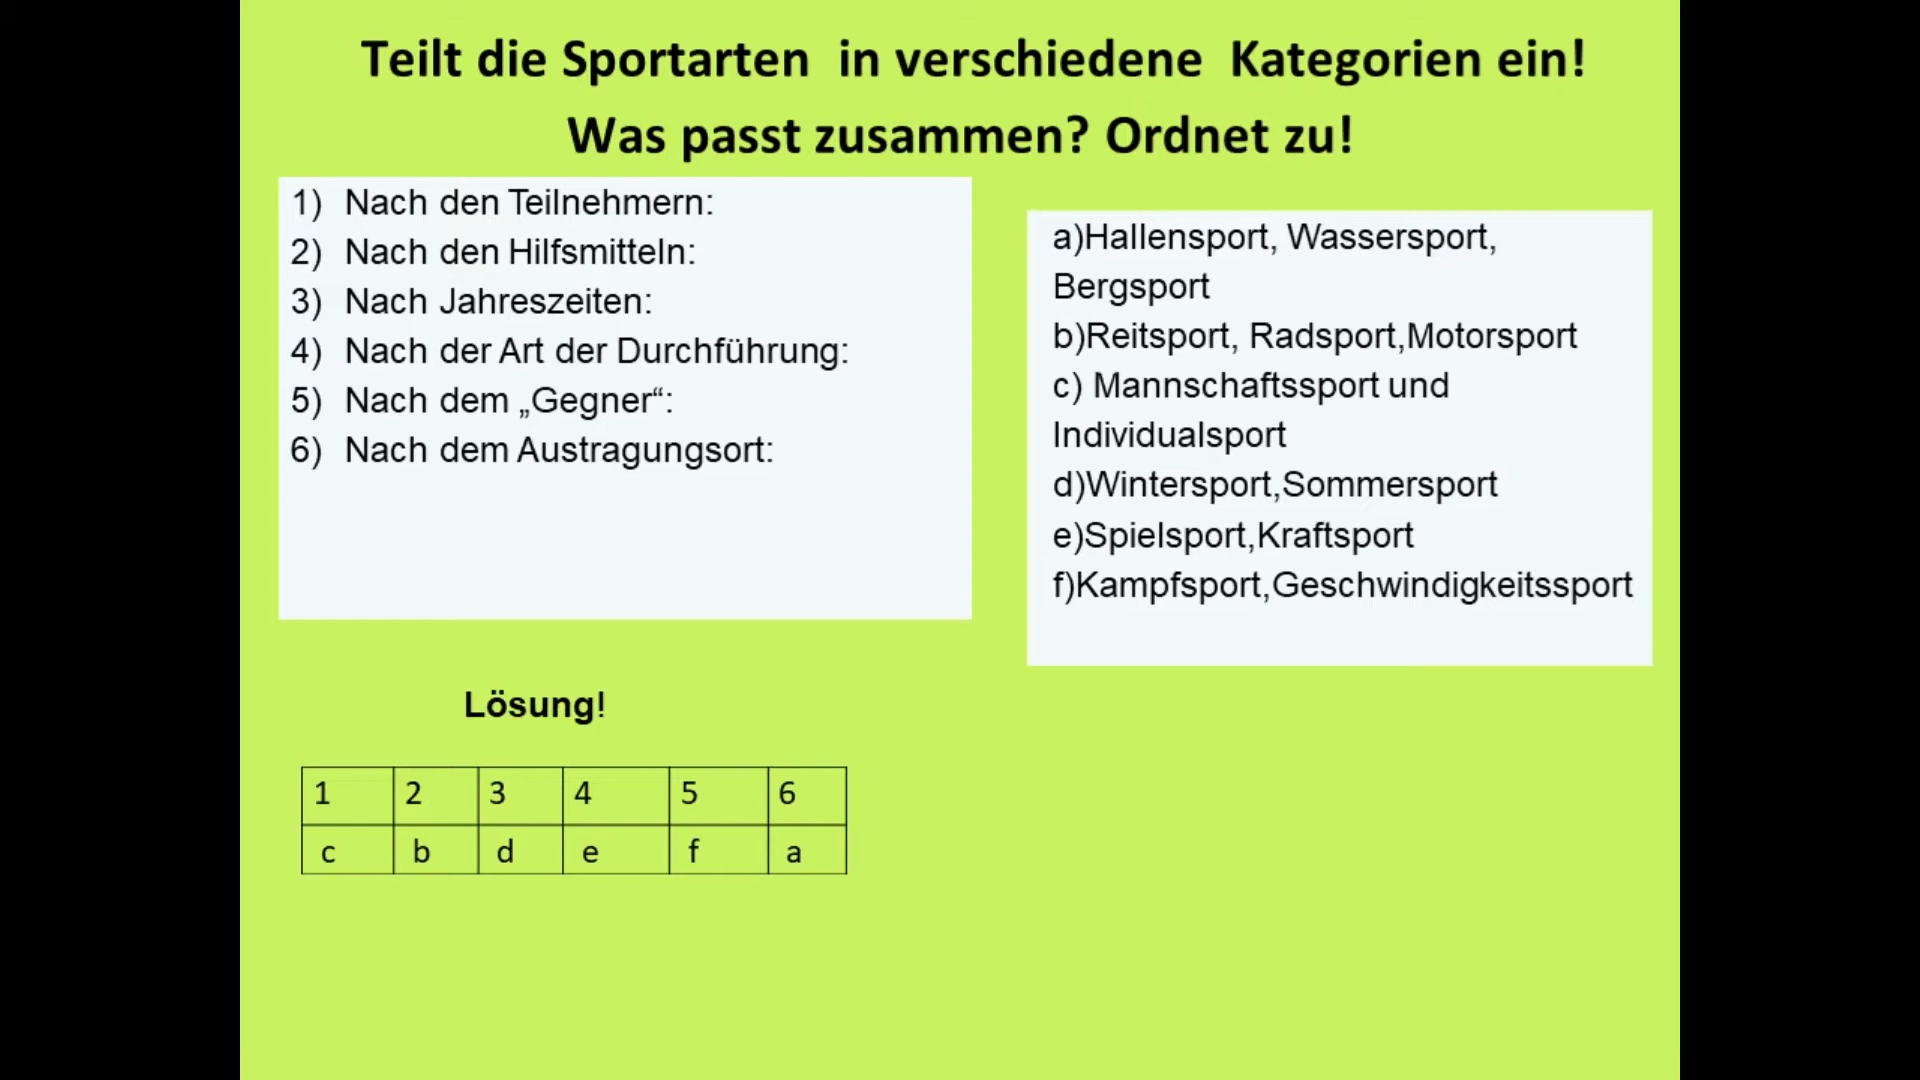 Teilt die Sportarten in verschiedene Kategorien ein!
Was passt zusammen? Ordnet zu!
1) Nach den Teilnehmern:
2) Nach den Hilfsmitteln:
3) Nach Jahreszeiten:
4) Nach der Art der Durchführung:
5) Nach dem „Gegner“:
6) Nach dem Austragungsort:
a)Hallensport, Wassersport,
Bergsport
b)Reitsport, Radsport,Motorsport
c) Mannschaftssport und
Individualsport
d)Wintersport,Sommersport
e)Spielsport,Kraftsport
f)Kampfsport,Geschwindigkeitssport
Lösung!
1 2 3 4 5 6
c b d e f a